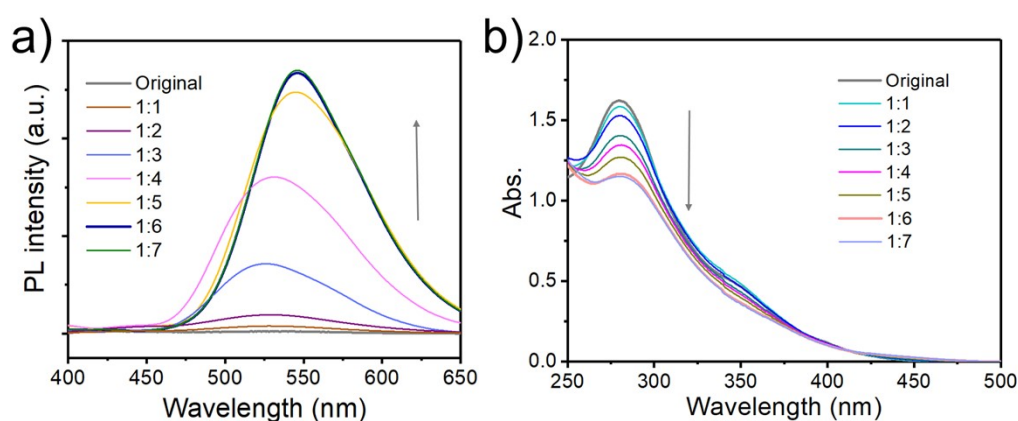 a)
PL intensity (a.u.)
Original
1:1
1:2
1:3
1:4
1:5
1:6
1:7
400 450 500 550 600 650
Wavelength (nm)
b)
Abs.
2.0
1.5
1.0
0.5
0.0
Original
1:1
1:2
1:3
1:4
1:5
1:6
1:7
250 300 350 400 450 500
Wavelength (nm)